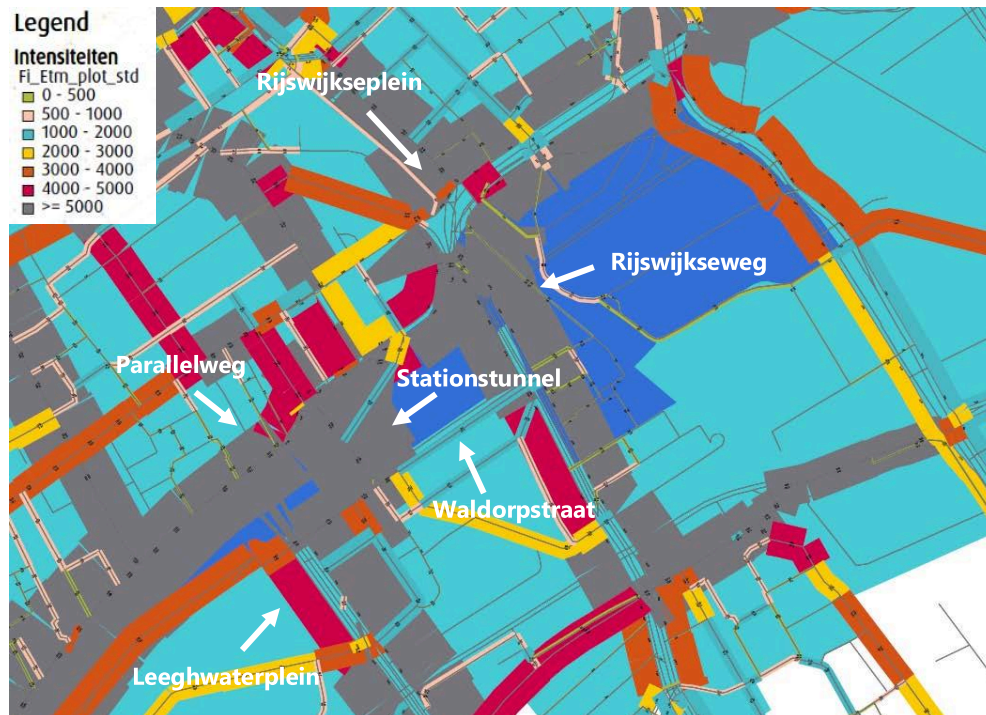 Legend
Intensiteiten
Fi_Etm_plot_std
0 - 500
500 - 1000
1000 - 2000
2000 - 3000
3000 - 4000
4000 - 5000
>= 5000
Rijswijkseplein
Rijswijkseweg
Parallelweg
Stationstunnel
Waldorpstraat
Leeghwaterplein